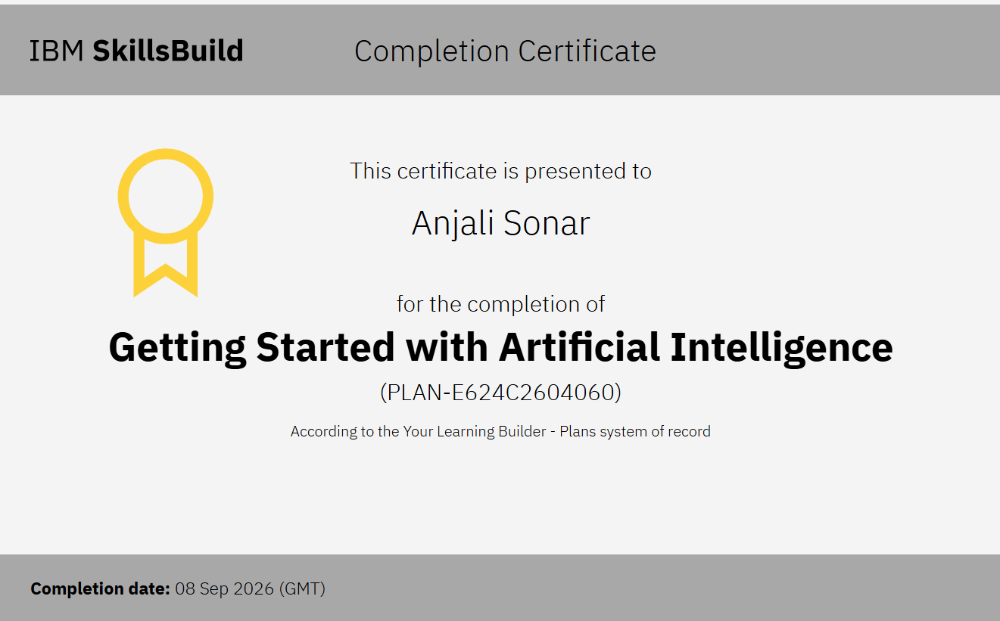 IBM SkillsBuild
Completion Certificate
This certificate is presented to
Anjali Sonar
for the completion of
Getting Started with Artificial Intelligence
(PLAN-E624C2604060)
According to the Your Learning Builder - Plans system of record
Completion date: 08 Sep 2026 (GMT)